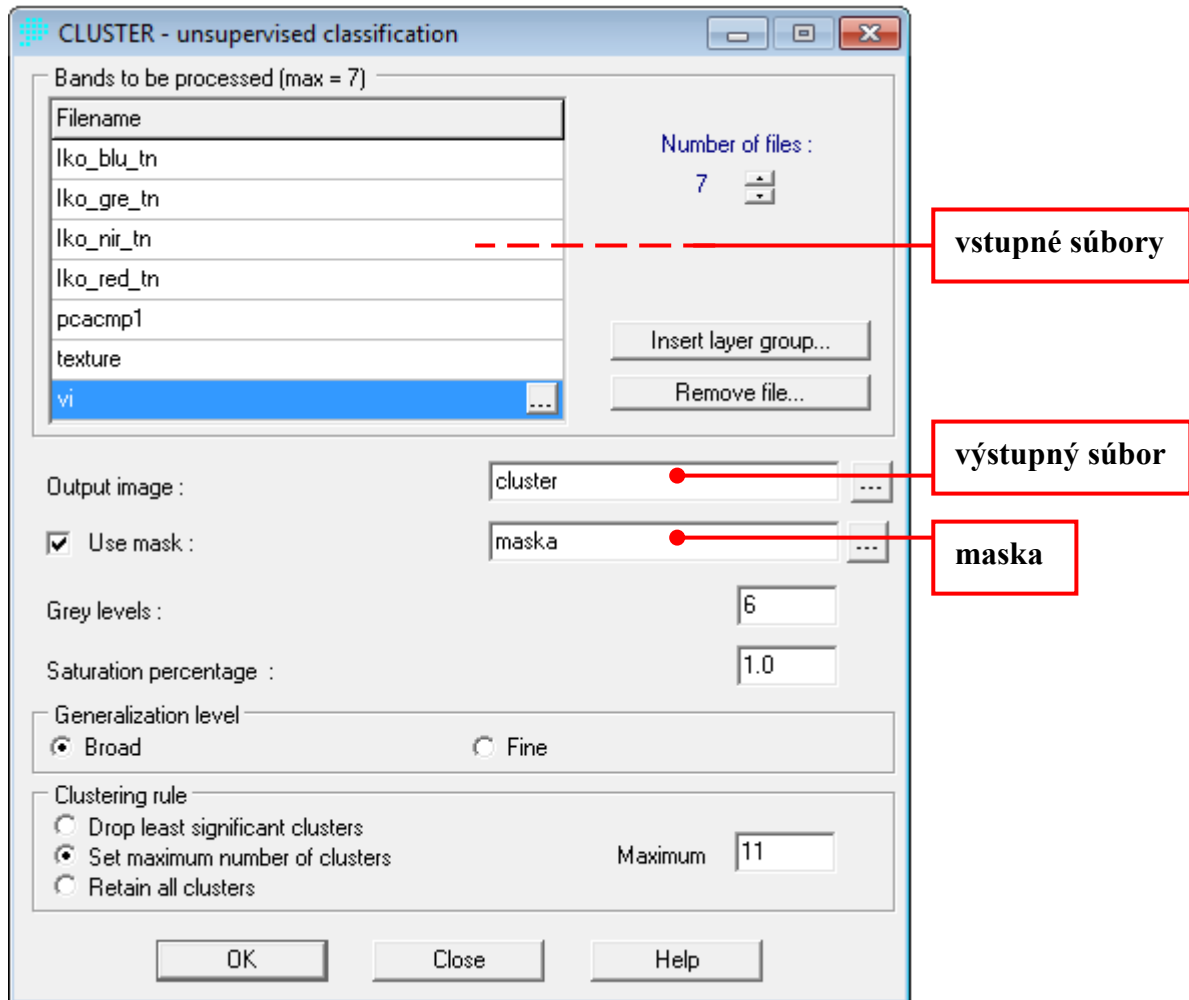 CLUSTER - unsupervised classification
Bands to be processed (max = 7)
Filename
Iko_blu_tn
Iko_gre_tn
Iko_nir_tn
Iko_red_tn
pcacmp1
texture
vi
...
Number of files :
7
Insert layer group...
Remove file...
vstupné súbory
Output image :
cluster
...
výstupný súbor
Use mask :
maska
...
maska
Grey levels :
6
Saturation percentage :
1.0
Generalization level
Broad
Fine
Clustering rule
Drop least significant clusters
Set maximum number of clusters
Retain all clusters
Maximum
11
OK
Close
Help